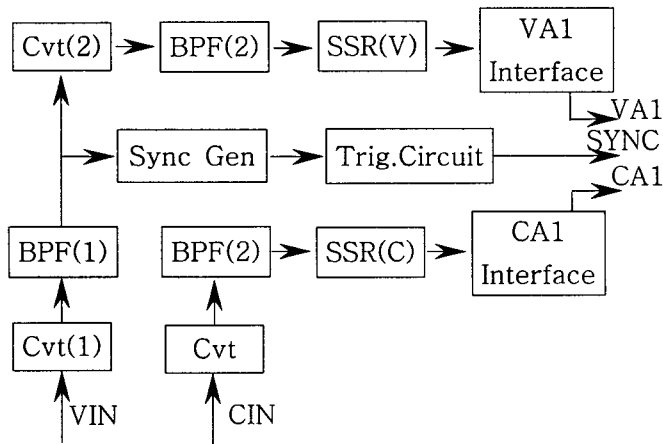 Cvt(2)
BPF(2)
SSR(V)
VA1
Interface
VA1
SYNC
Sync Gen
Trig.Circuit
CA1
BPF(1)
BPF(2)
SSR(C)
CA1
Interface
Cvt(1)
Cvt
VIN
CIN